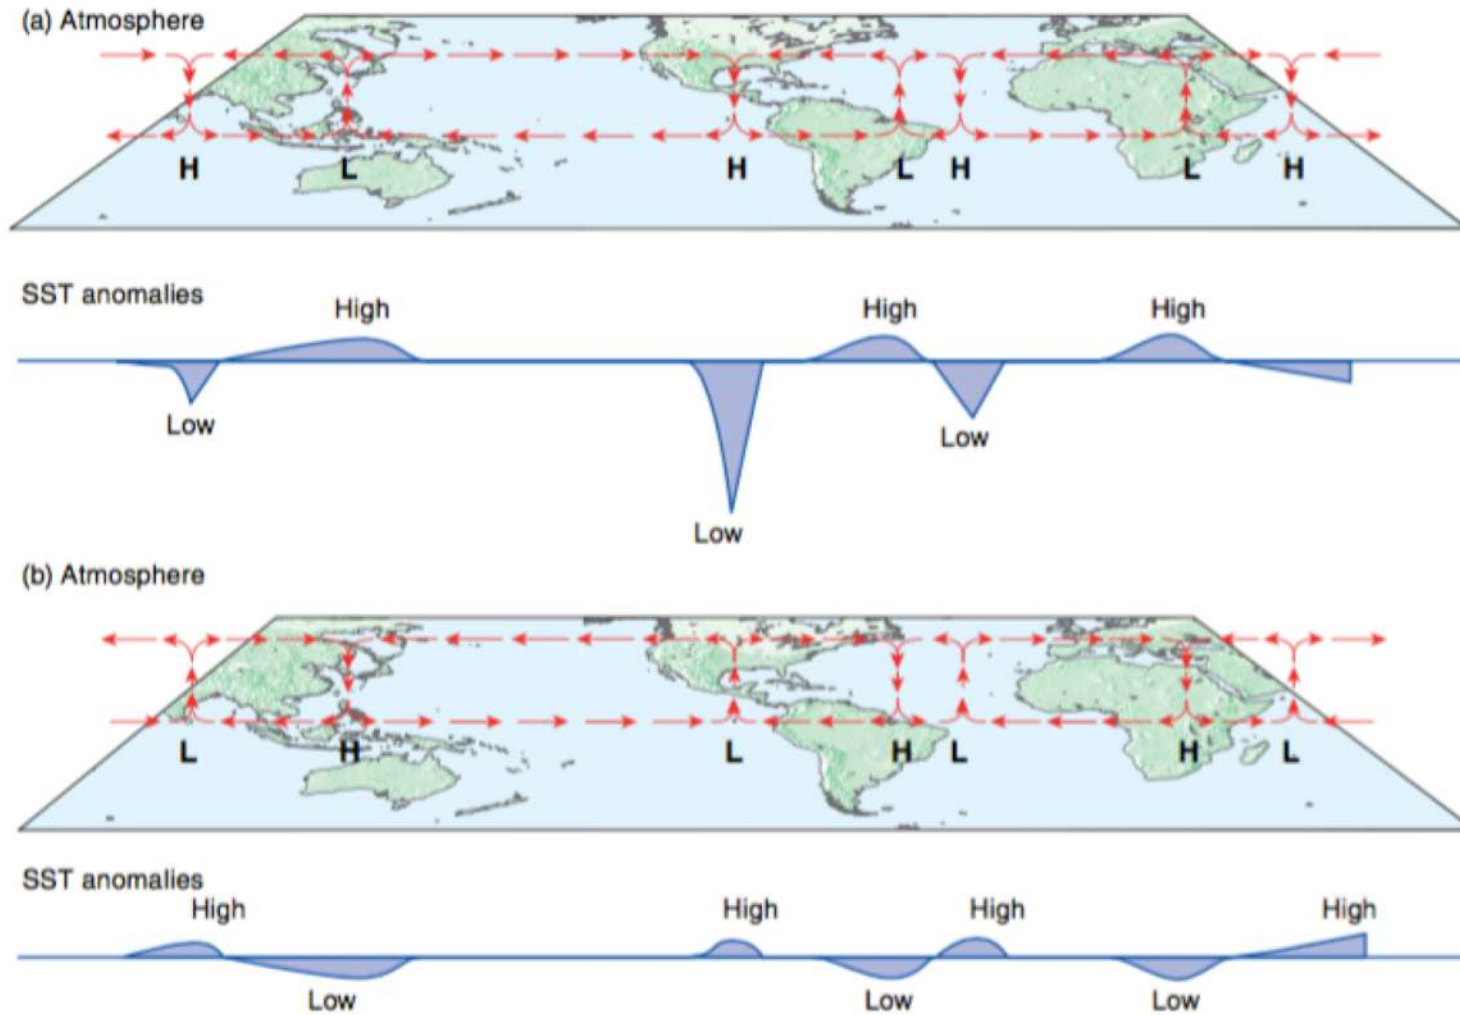 (a) Atmosphere
H L H L H L H
SST anomalies
High High High
Low Low Low
(b) Atmosphere
L H L H L H L
SST anomalies
High High High High
Low Low Low